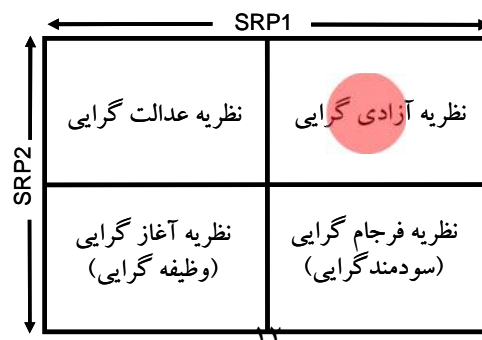 SRP1
SRP2
نظریه آزادی گرایی
نظریه عدالت گرایی
نظریه فرجام گرایی
(سودمندگرایی)
نظریه آغاز گرایی
(وظیفه گرایی)